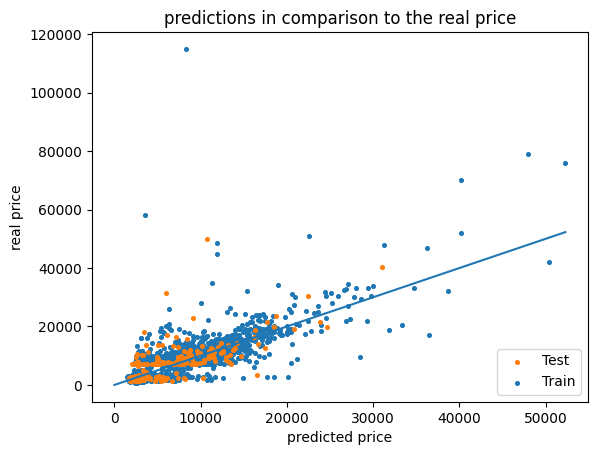 predictions in comparison to the real price
120000
100000
80000
60000
40000
20000
0
real price
0
10000
20000
30000
40000
50000
predicted price
Test
Train